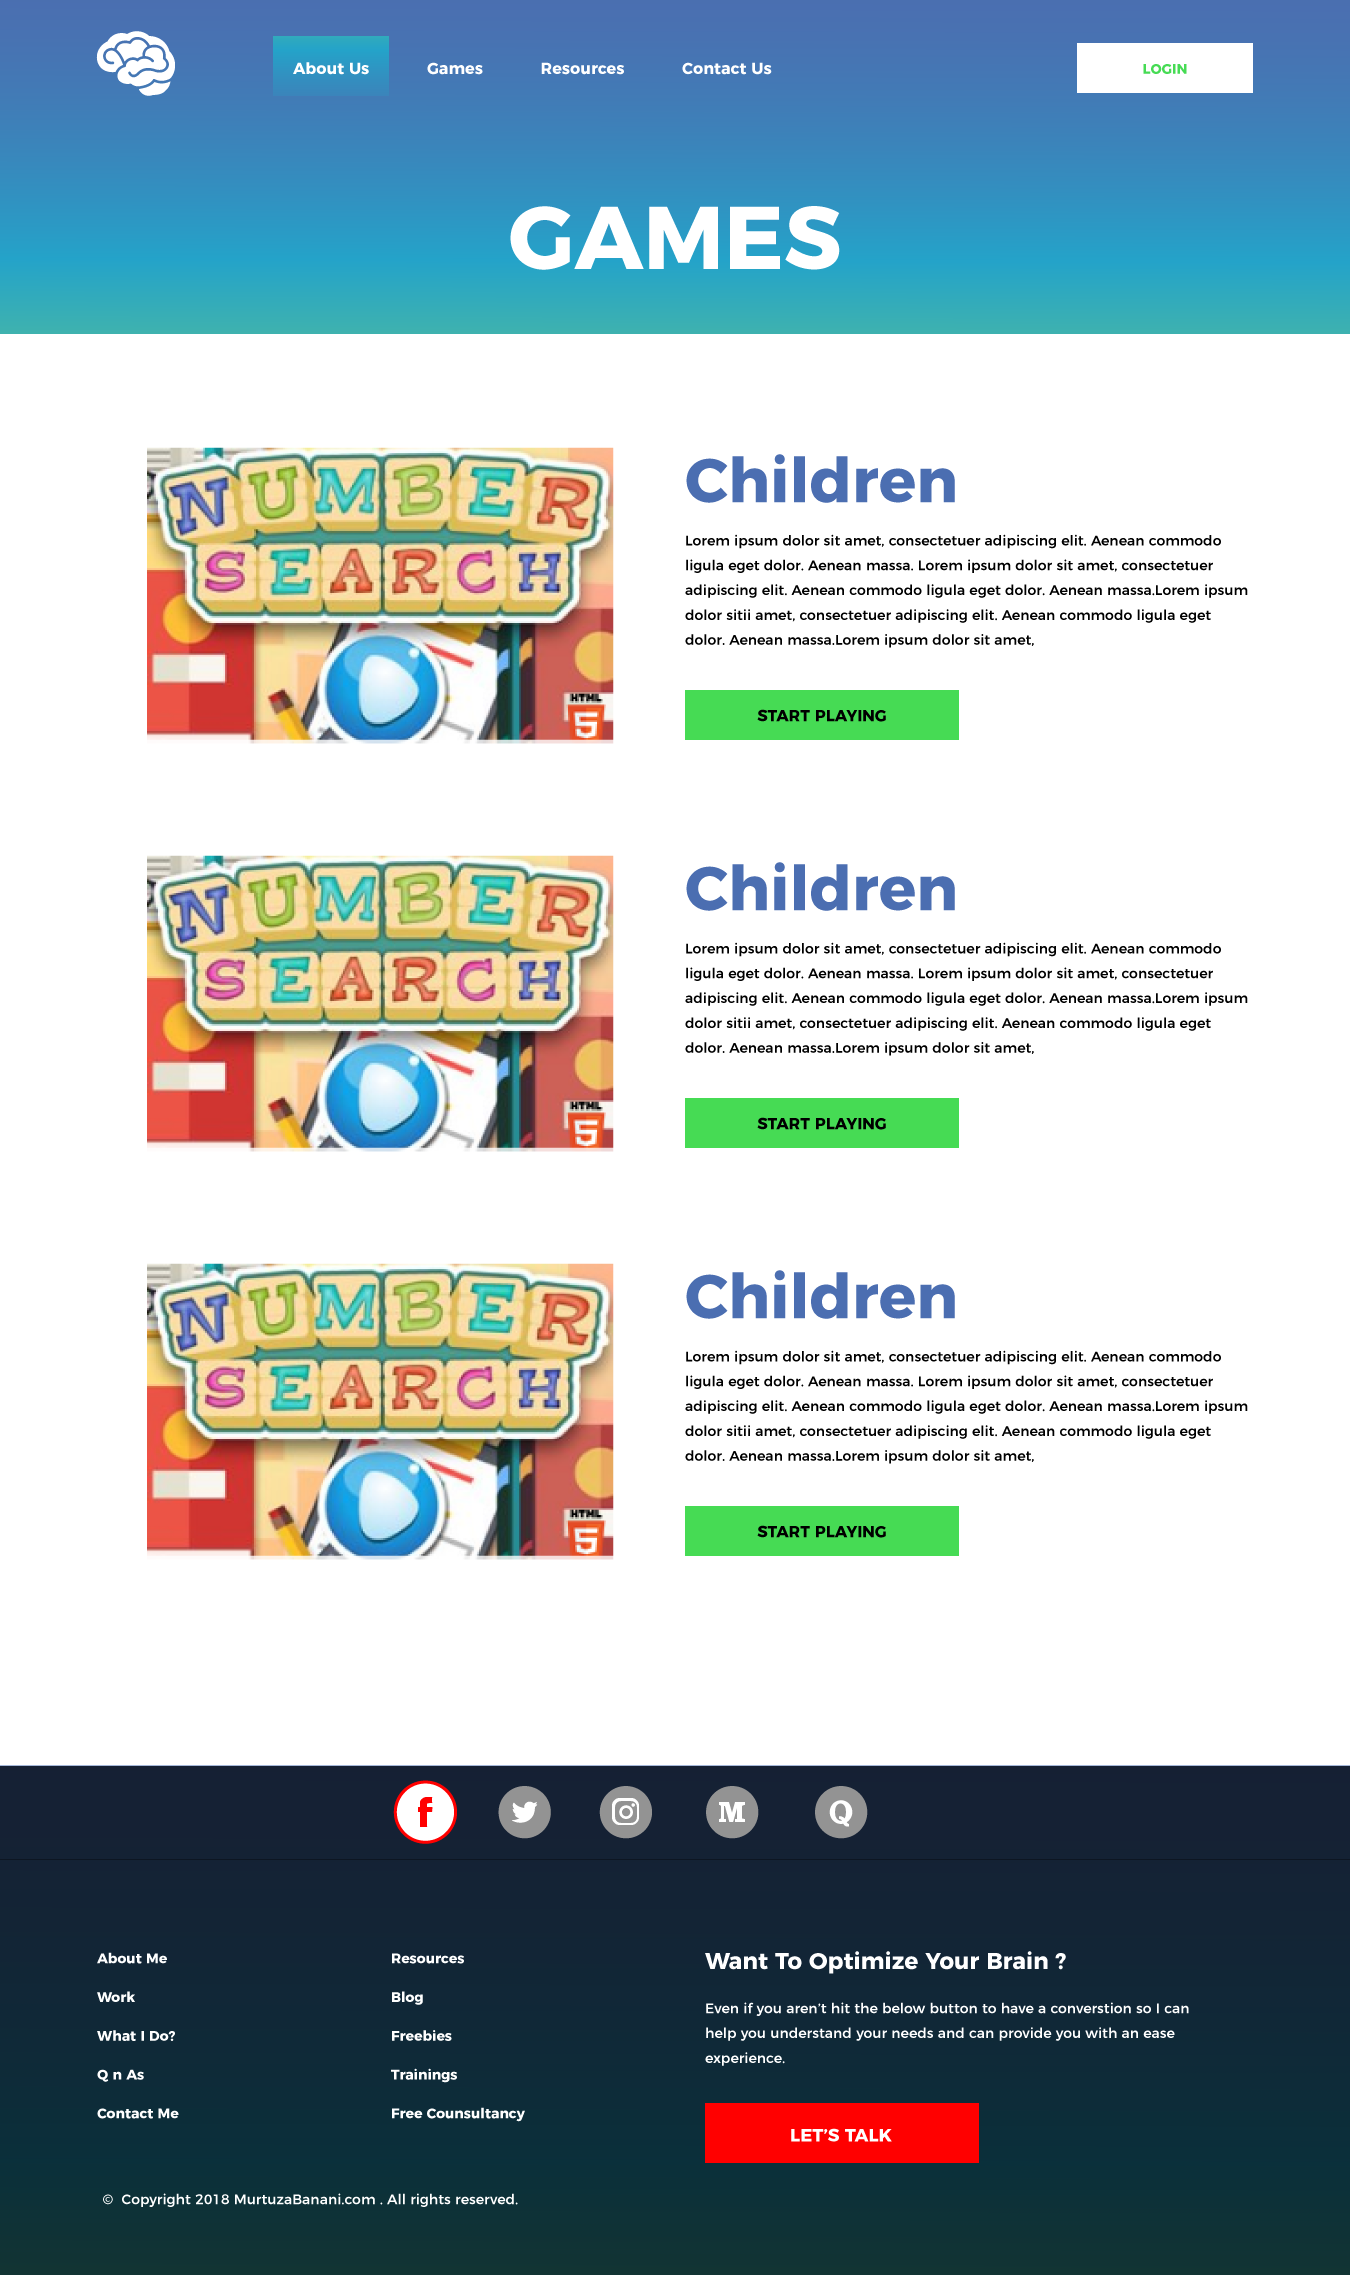 About Us
Games
Resources
Contact Us
LOGIN
GAMES
NUMBER
SEARCH
HTML
5
Children
Lorem ipsum dolor sit amet, consectetuer adipiscing elit. Aenean commodo
ligula eget dolor. Aenean massa. Lorem ipsum dolor sit amet, consectetuer
adipiscing elit. Aenean commodo ligula eget dolor. Aenean massa.Lorem ipsum
dolor sitii amet, consectetuer adipiscing elit. Aenean commodo ligula eget
dolor. Aenean massa.Lorem ipsum dolor sit amet,
START PLAYING
NUMBER
SEARCH
HTML
5
Children
Lorem ipsum dolor sit amet, consectetuer adipiscing elit. Aenean commodo
ligula eget dolor. Aenean massa. Lorem ipsum dolor sit amet, consectetuer
adipiscing elit. Aenean commodo ligula eget dolor. Aenean massa.Lorem ipsum
dolor sitii amet, consectetuer adipiscing elit. Aenean commodo ligula eget
dolor. Aenean massa.Lorem ipsum dolor sit amet,
START PLAYING
NUMBER
SEARCH
HTML
5
Children
Lorem ipsum dolor sit amet, consectetuer adipiscing elit. Aenean commodo
ligula eget dolor. Aenean massa. Lorem ipsum dolor sit amet, consectetuer
adipiscing elit. Aenean commodo ligula eget dolor. Aenean massa.Lorem ipsum
dolor sitii amet, consectetuer adipiscing elit. Aenean commodo ligula eget
dolor. Aenean massa.Lorem ipsum dolor sit amet,
START PLAYING
f
M
Q
About Me
Work
What I Do?
Q n As
Contact Me
Resources
Blog
Freebies
Trainings
Free Counsultancy
Want To Optimize Your Brain ?
Even if you aren’t hit the below button to have a converstion so I can
help you understand your needs and can provide you with an ease
experience.
LET’S TALK
© Copyright 2018 MurtuzaBanani.com . All rights reserved.